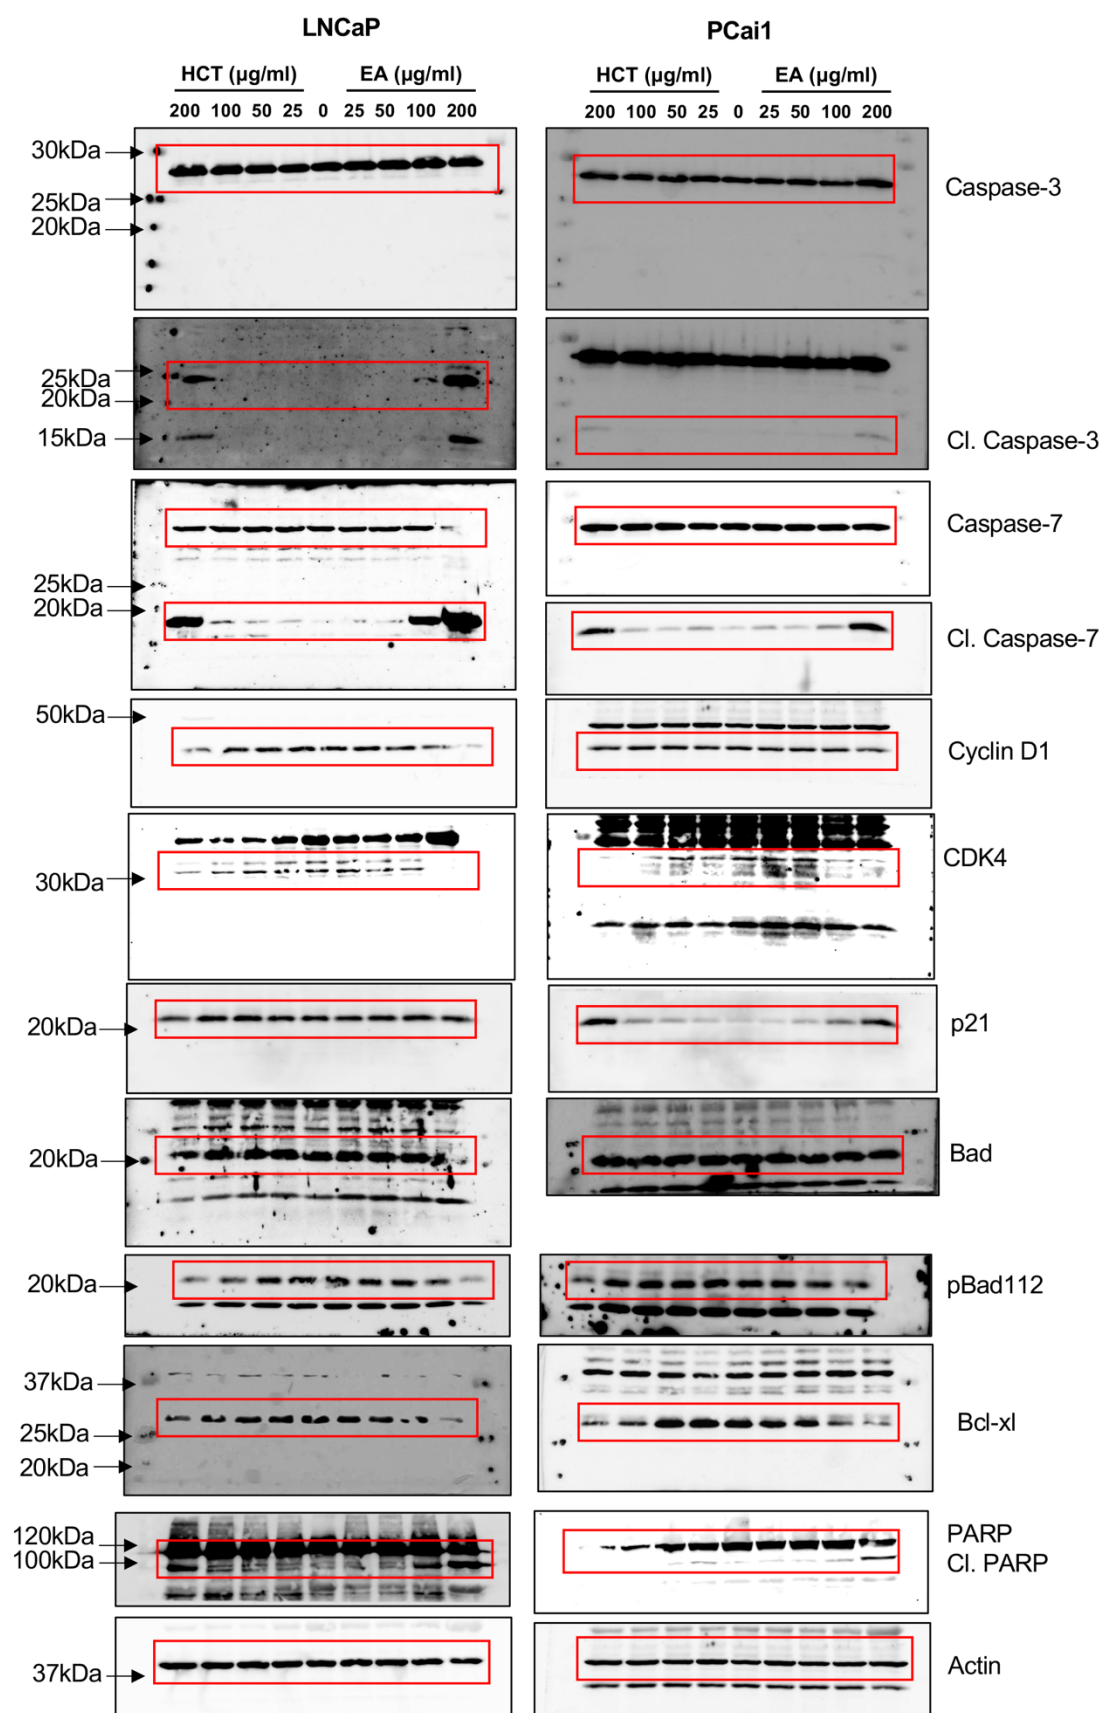 LNCaP PCai1
HCT (µg/ml) EA (µg/ml) HCT (µg/ml) EA (µg/ml)
200 100 50 25 0 25 50 100 200 200 100 50 25 0 25 50 100 200
30kDa
25kDa
20kDa
Caspase-3
25kDa
20kDa
15kDa
Cl. Caspase-3
Caspase-7
25kDa
20kDa
Cl. Caspase-7
50kDa
Cyclin D1
CDK4
30kDa
20kDa
p21
20kDa
Bad
20kDa
pBad112
37kDa
25kDa
20kDa
Bcl-xl
120kDa
100kDa
PARP
Cl. PARP
37kDa
Actin